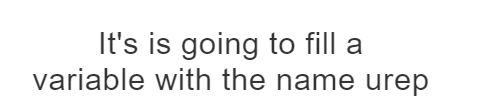 It's is going to fill a
variable with the name urep